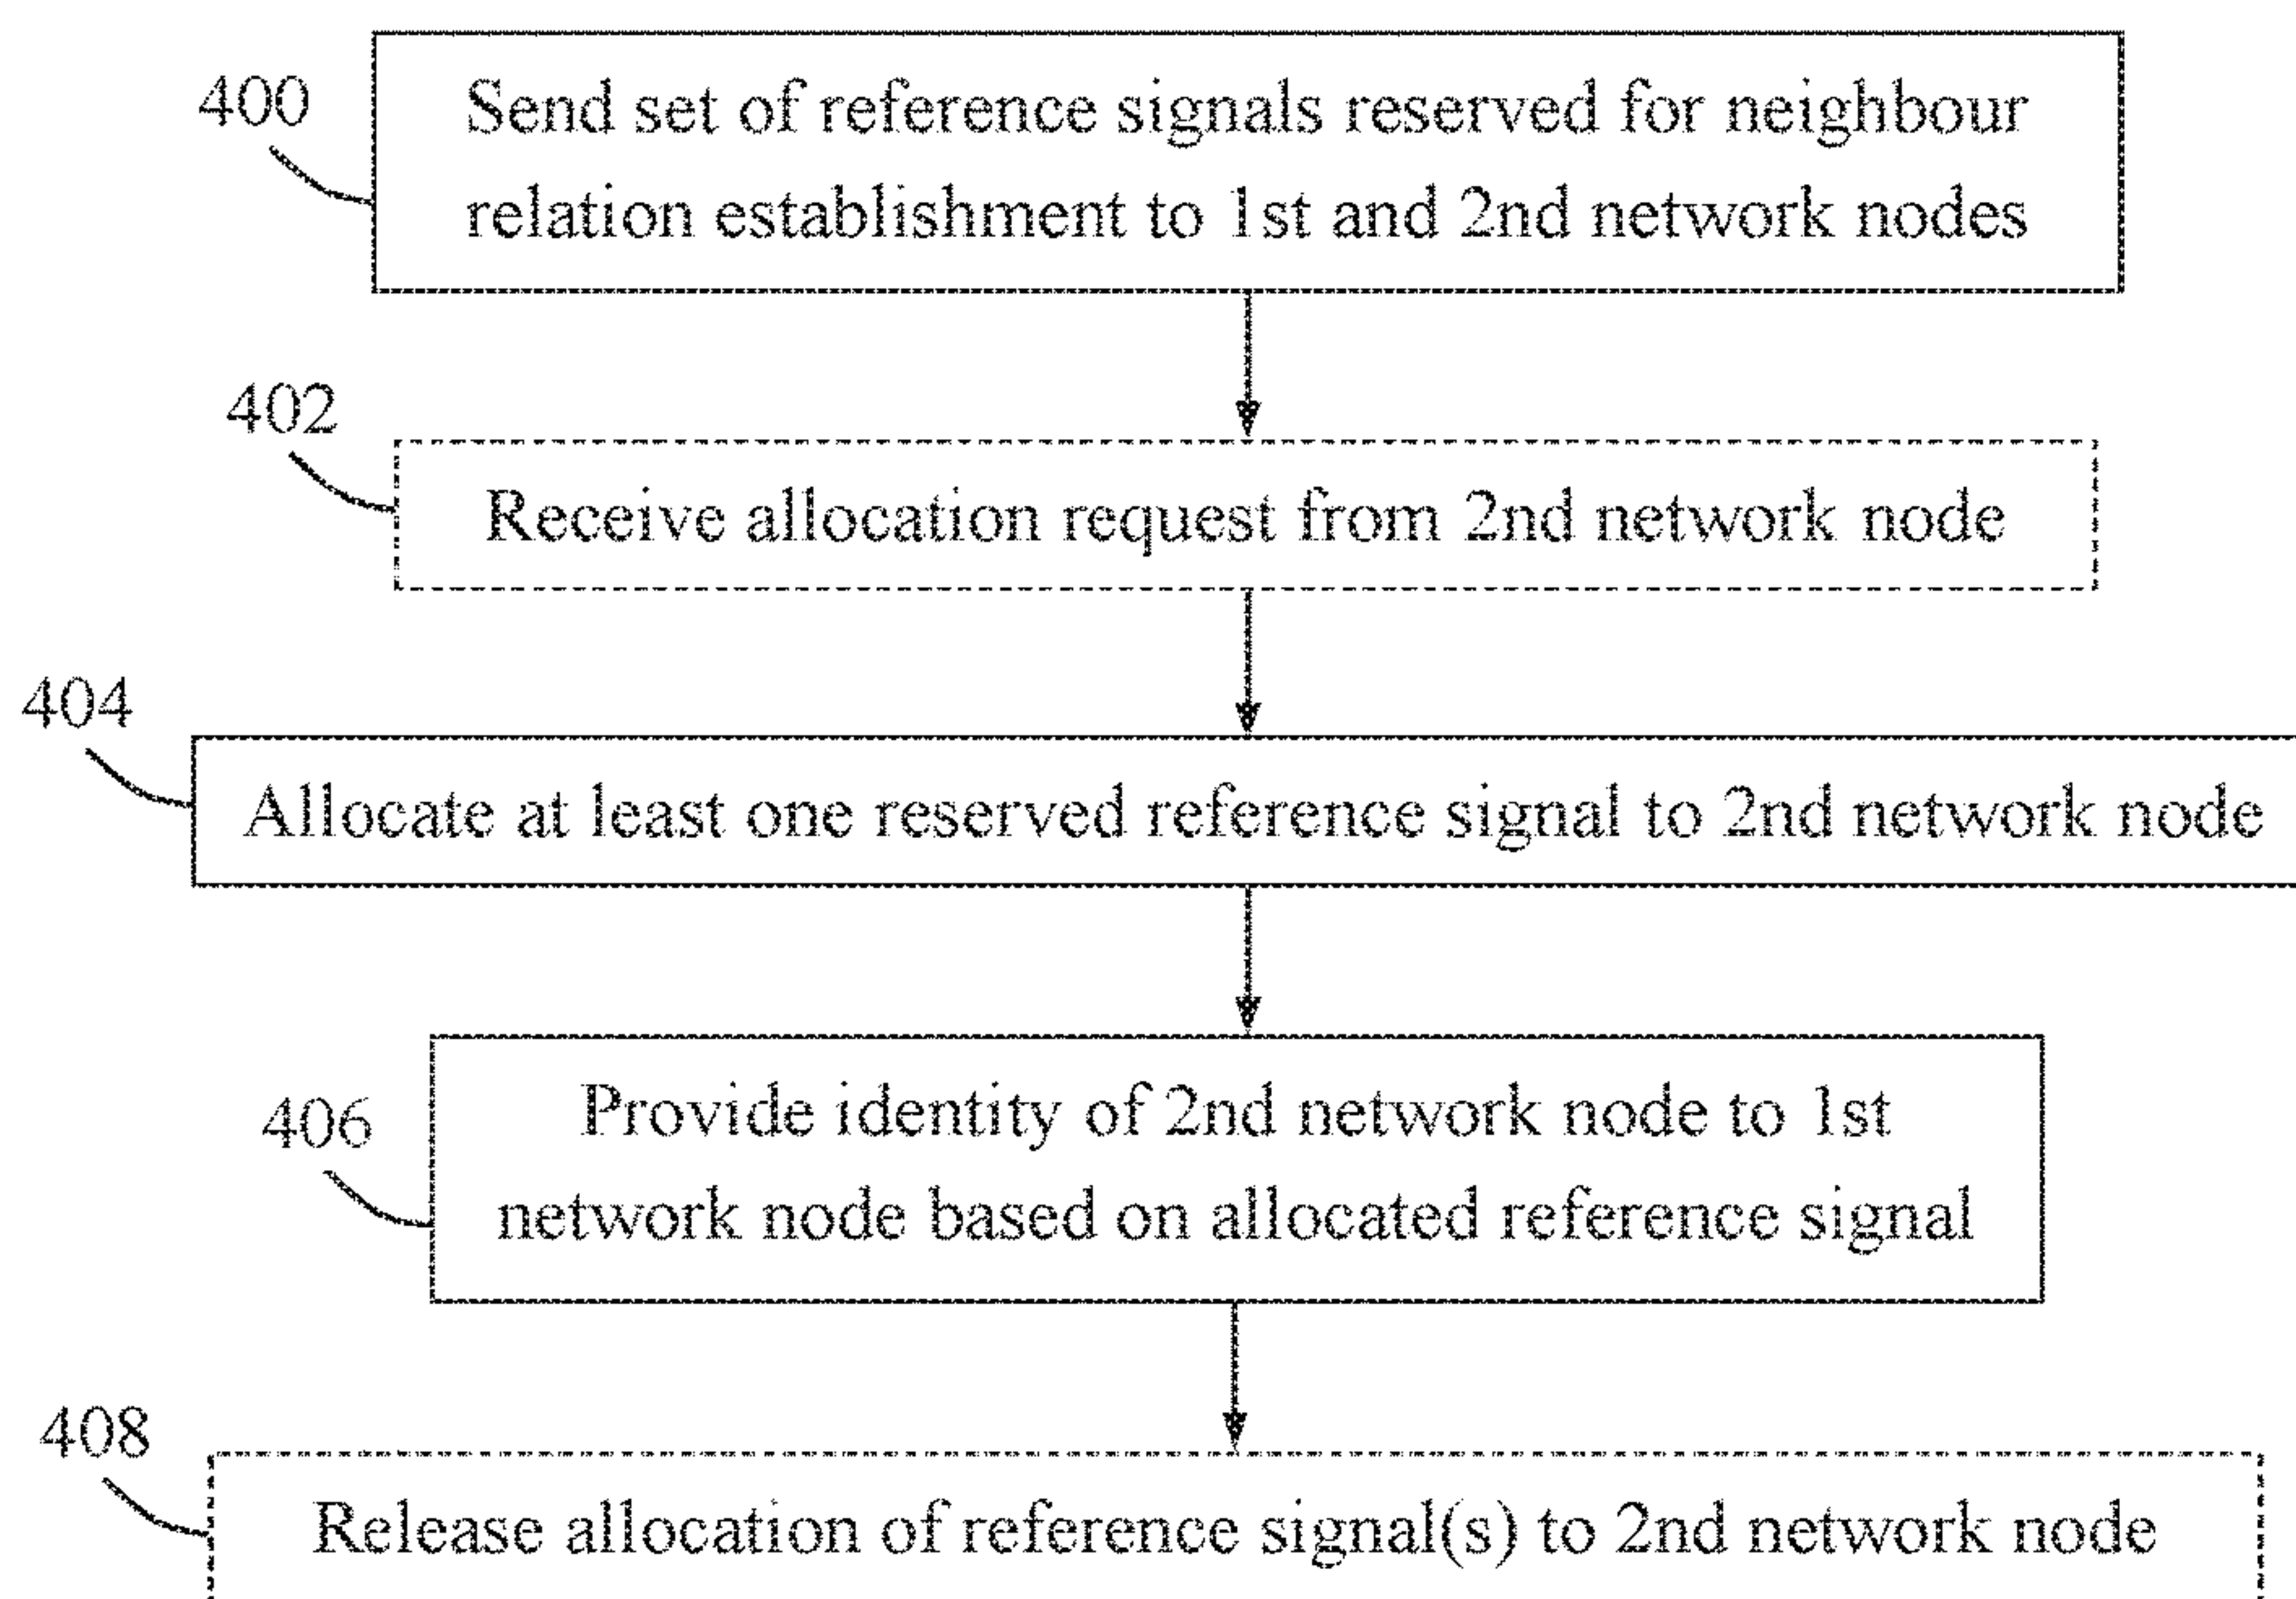 400
Send set of reference signals reserved for neighbour
relation establishment to 1st and 2nd network nodes
402
Receive allocation request from 2nd network node
404
Allocate at least one reserved reference signal to 2nd network node
406
Provide identity of 2nd network node to 1st
network node based on allocated reference signal
408
Release allocation of reference signal(s) to 2nd network node